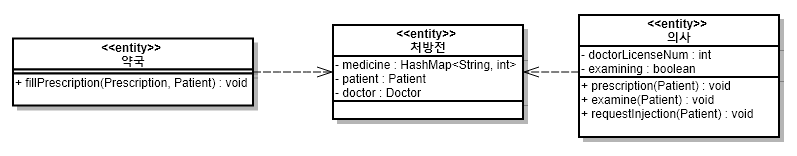 <<entity>>
약국
+ fillPrescription(Prescription, Patient) : void
<<entity>>
처방전
- medicine : HashMap<String, int>
- patient : Patient
- doctor : Doctor
<<entity>>
의사
- doctorLicenseNum : int
- examining : boolean
+ prescription(Patient) : void
+ examine(Patient) : void
+ requestInjection(Patient) : void